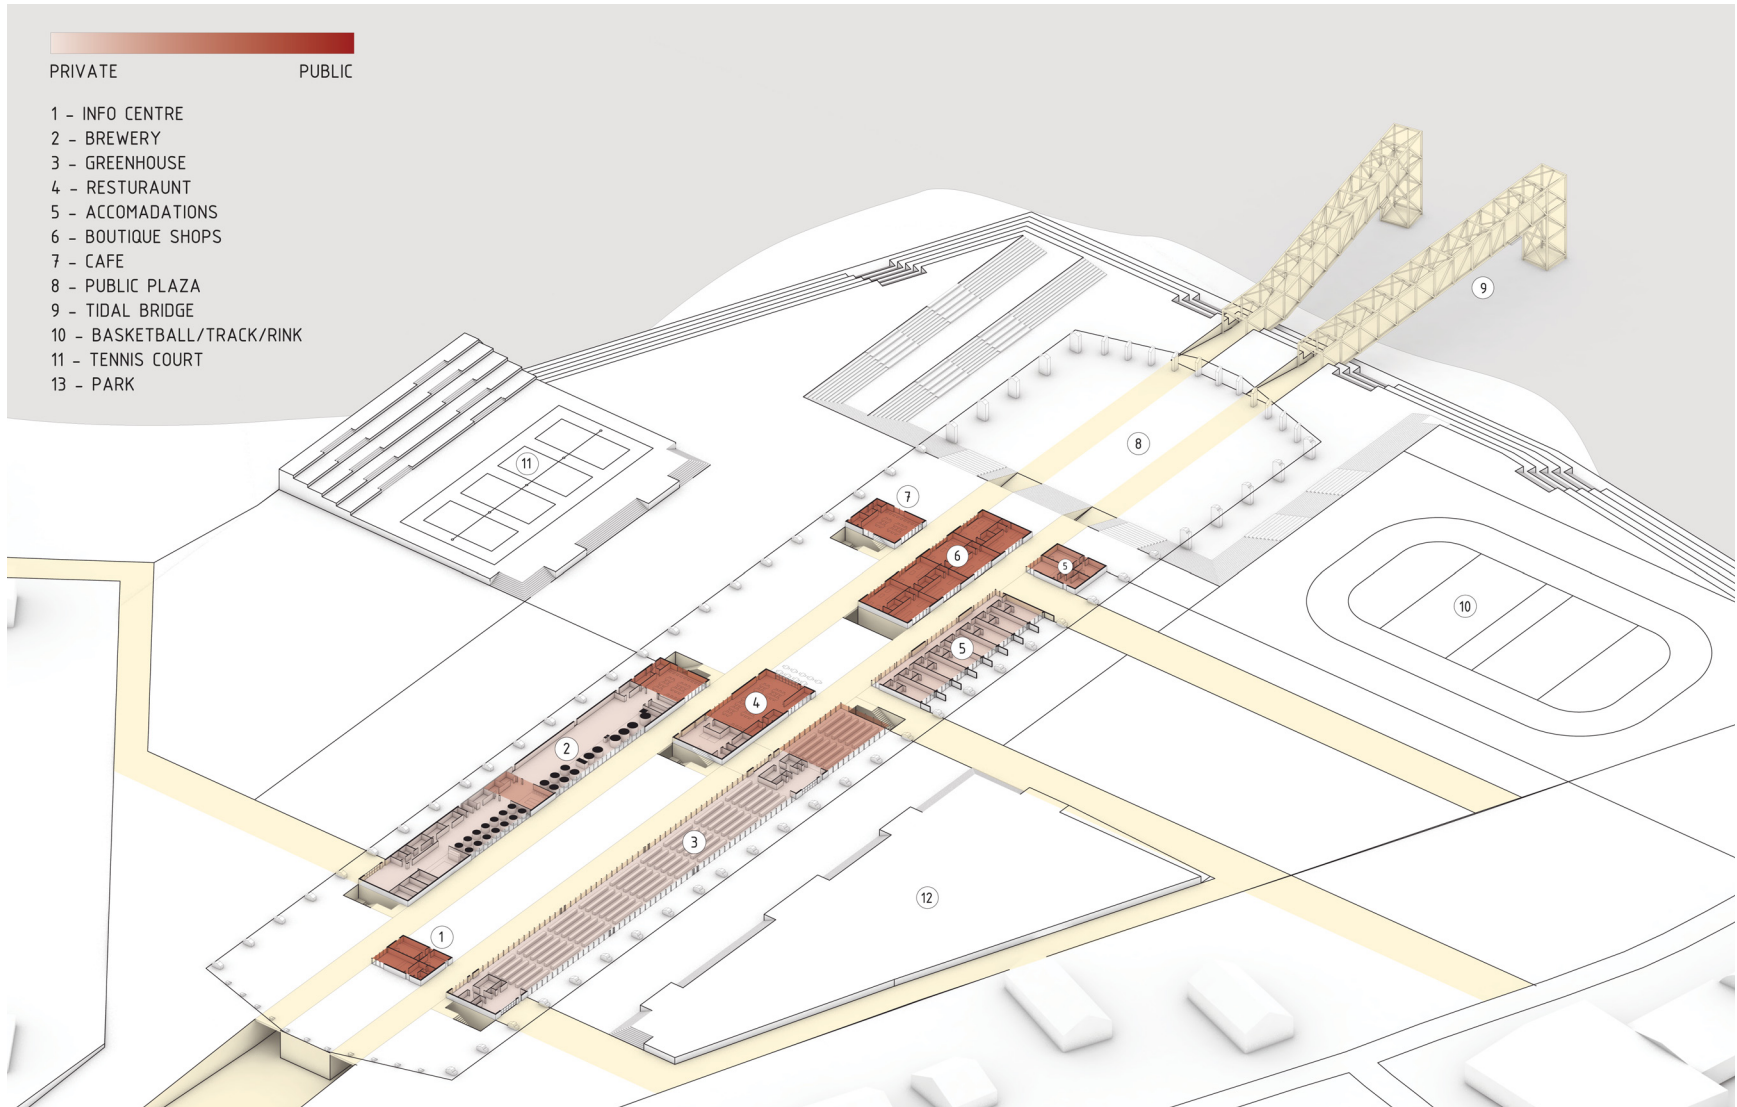 PRIVATE PUBLIC
1 - INFO CENTRE
2 - BREWERY
3 - GREENHOUSE
4 - RESTURAUNT
5 - ACCOMADATIONS
6 - BOUTIQUE SHOPS
7 - CAFE
8 - PUBLIC PLAZA
9 - TIDAL BRIDGE
10 - BASKETBALL/TRACK/RINK
11 - TENNIS COURT
13 - PARK
9
8
11
7
6
5
10
5
4
2
3
12
1